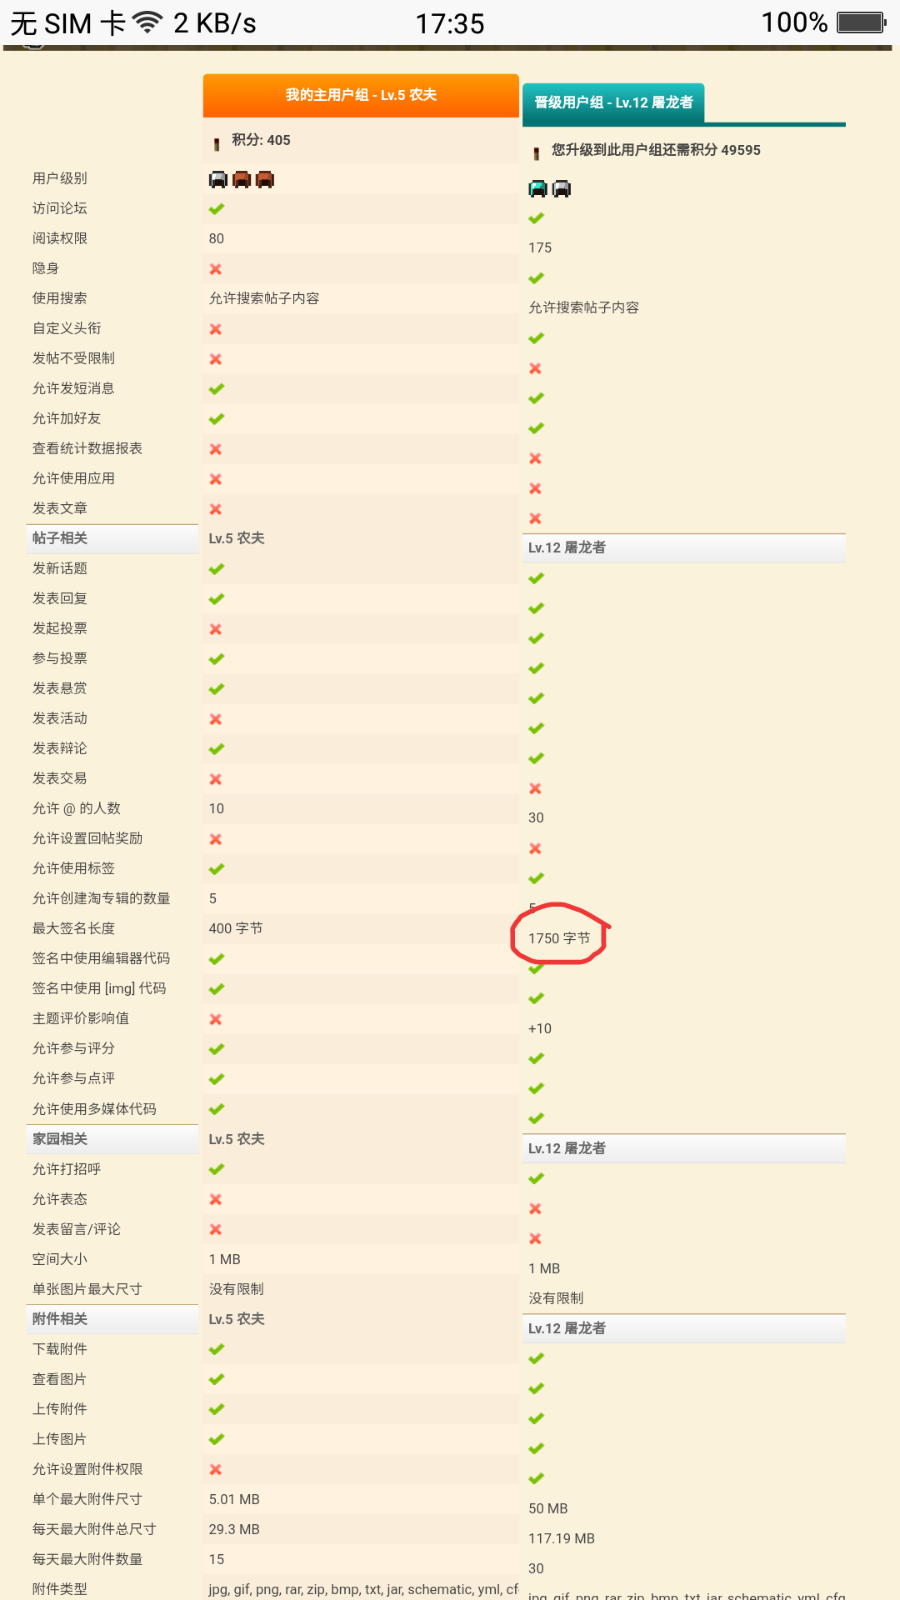 无 SIM 卡 2 KB/s 17:35 100%
我的主用户组 - Lv.5 农夫 晋级用户组 - Lv.12 屠龙者
积分: 405 您升级到此用户组还需积分 49595
用户级别
访问论坛
阅读权限 80 175
隐身
使用搜索 允许搜索帖子内容 允许搜索帖子内容
自定义头衔
发帖不受限制
允许发短消息
允许加好友
查看统计数据报表
允许使用应用
发表文章
帖子相关 Lv.5 农夫 Lv.12 屠龙者
发新话题
发表回复
发起投票
参与投票
发表悬赏
发表活动
发表辩论
发表交易
允许 @ 的人数 10 30
允许设置回帖奖励
允许使用标签
允许创建淘专辑的数量 5 5
最大签名长度 400 字节 1750 字节
签名中使用编辑器代码
签名中使用 [img] 代码
主题评价影响值 +10
允许参与评分
允许参与点评
允许使用多媒体代码
家园相关 Lv.5 农夫 Lv.12 屠龙者
允许打招呼
允许表态
发表留言/评论
空间大小 1 MB 1 MB
单张图片最大尺寸 没有限制 没有限制
附件相关 Lv.5 农夫 Lv.12 屠龙者
下载附件
查看图片
上传附件
上传图片
允许设置附件权限
单个最大附件尺寸 5.01 MB 50 MB
每天最大附件总尺寸 29.3 MB 117.19 MB
每天最大附件数量 15 30
附件类型 jpg, gif, png, rar, zip, bmp, txt, jar, schematic, yml, cf jpg, gif, png, rar, zip, bmp, txt, jar, schematic, yml, cfg